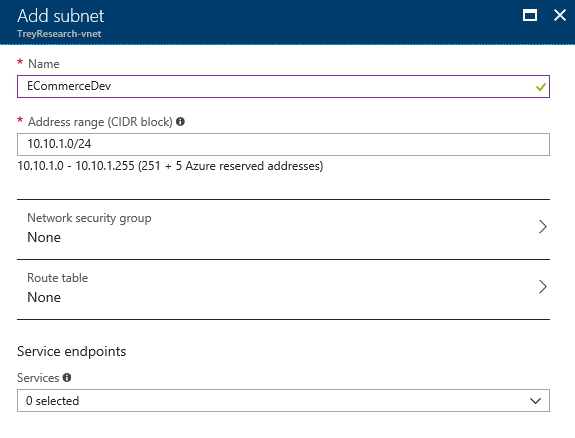 Add subnet
TreyResearch-vnet
* Name
ECommerceDev
* Address range (CIDR block)
10.10.1.0/24
10.10.1.0 - 10.10.1.255 (251 + 5 Azure reserved addresses)
Network security group
None
Route table
None
Service endpoints
Services
0 selected